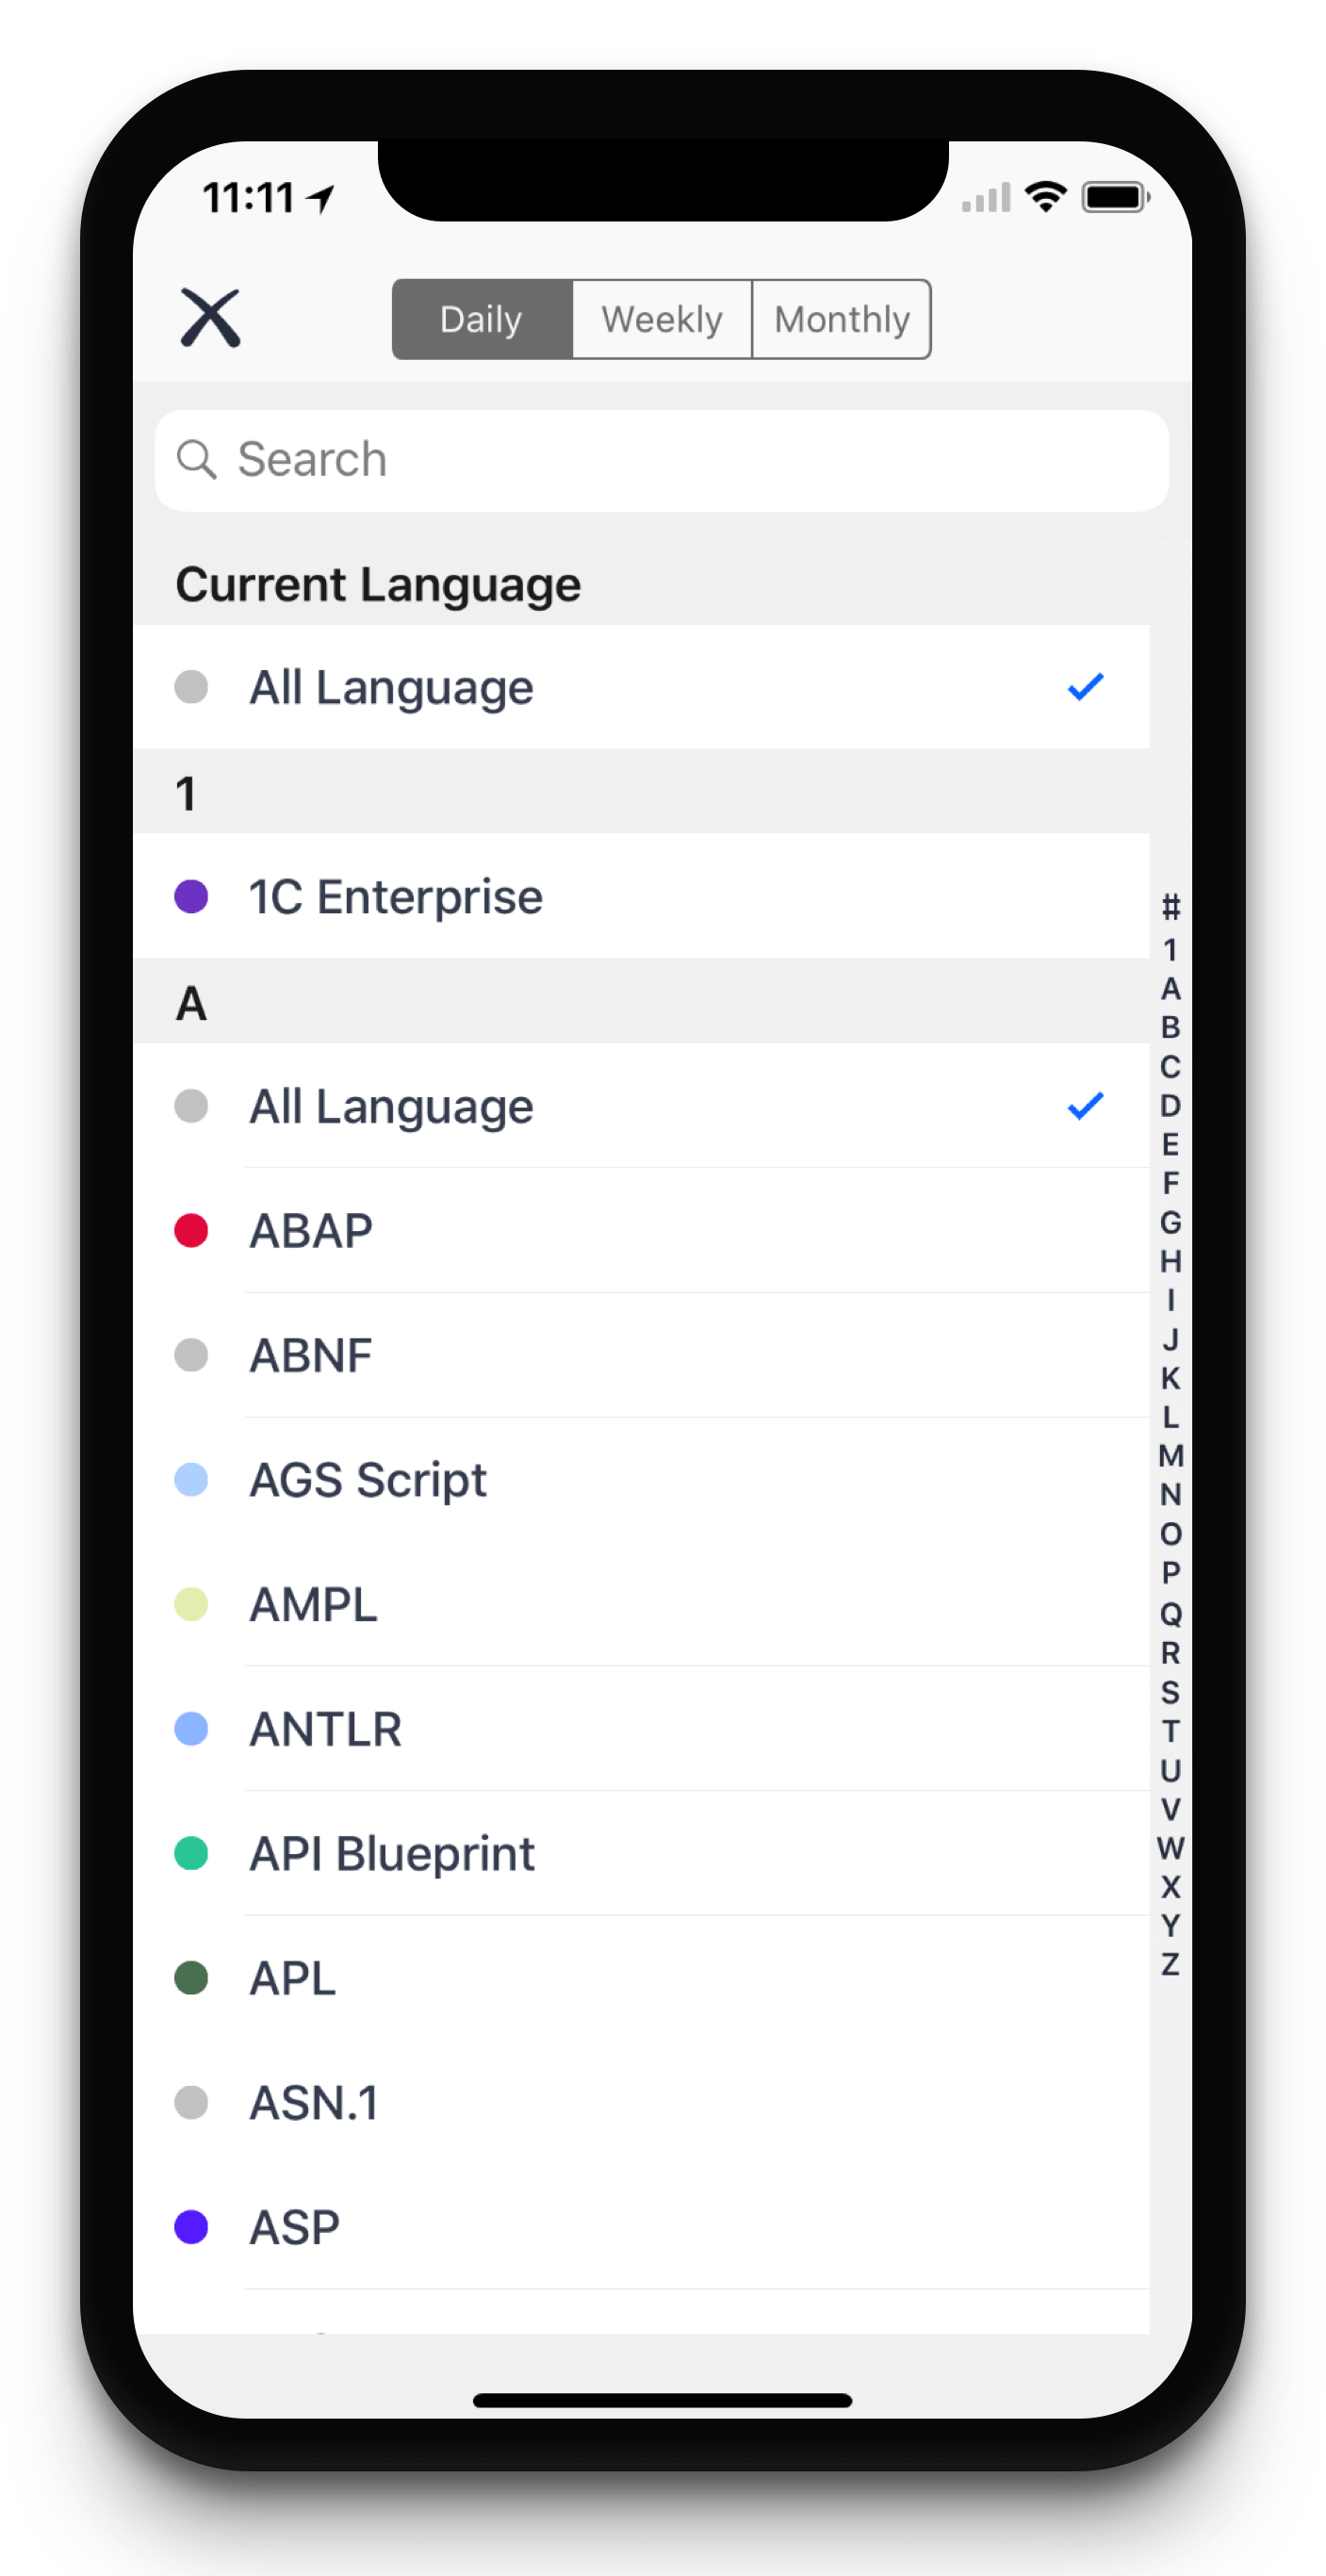 11:11
Daily Weekly Monthly
Search
Current Language
All Language
1
1C Enterprise
A
All Language
ABAP
ABNF
AGS Script
AMPL
ANTLR
API Blueprint
APL
ASN.1
ASP
#
1
A
B
C
D
E
F
G
H
I
J
K
L
M
N
O
P
Q
R
S
T
U
V
W
X
Y
Z